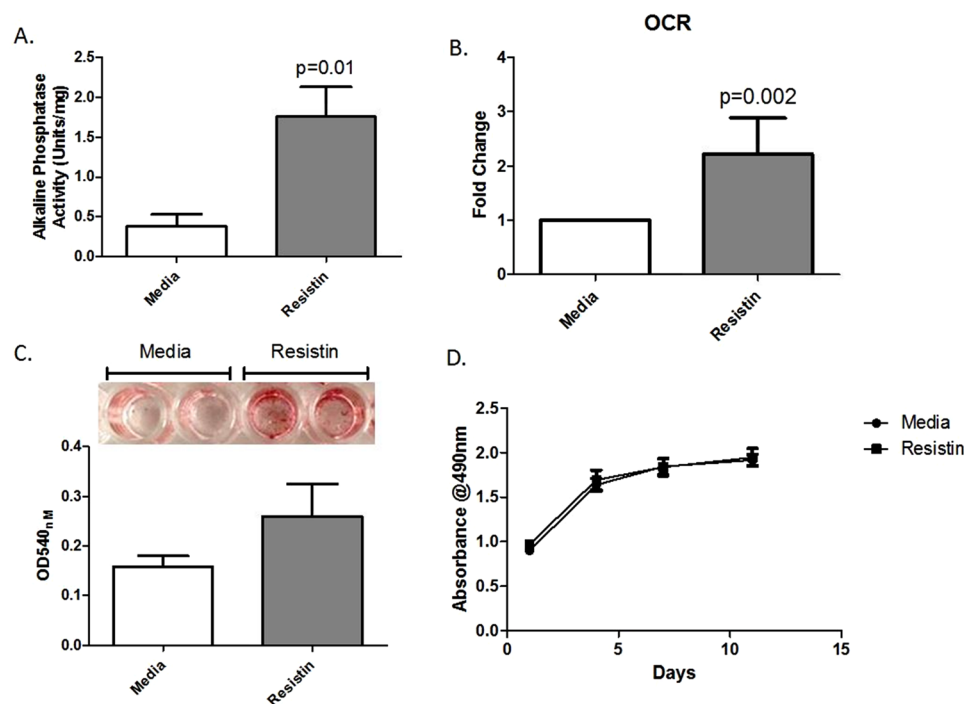 A.
Alkaline Phosphatase
Activity (Units/mg)
2.5
2.0
1.5
1.0
0.5
0.0
p=0.01
Media
Resistin
B.
OCR
Fold Change
4
3
2
1
0
p=0.002
Media
Resistin
C.
Media
Resistin
OD540nM
0.4
0.3
0.2
0.1
0.0
Media
Resistin
D.
Absorbance @490nm
2.5
2.0
1.5
1.0
0.5
0.0
0
5
10
15
Days
Media
Resistin